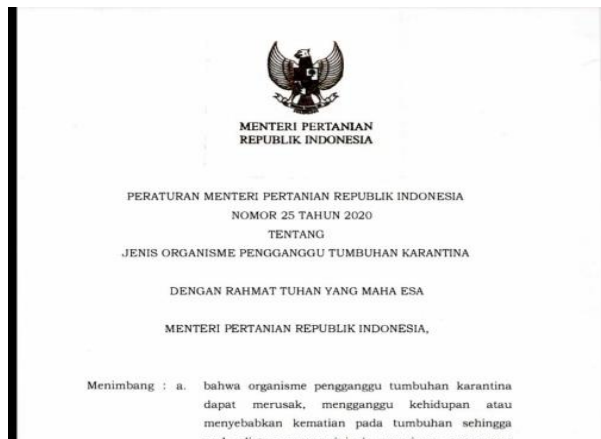 MENTERI PERTANIAN
REPUBLIK INDONESIA
PERATURAN MENTERI PERTANIAN REPUBLIK INDONESIA
NOMOR 25 TAHUN 2020
TENTANG
JENIS ORGANISME PENGGANGGU TUMBUHAN KARANTINA
DENGAN RAHMAT TUHAN YANG MAHA ESA
MENTERI PERTANIAN REPUBLIK INDONESIA,
Menimbang : a. bahwa organisme pengganggu tumbuhan karantina
dapat merusak, mengganggu kehidupan atau
menyebabkan kematian pada tumbuhan sehingga